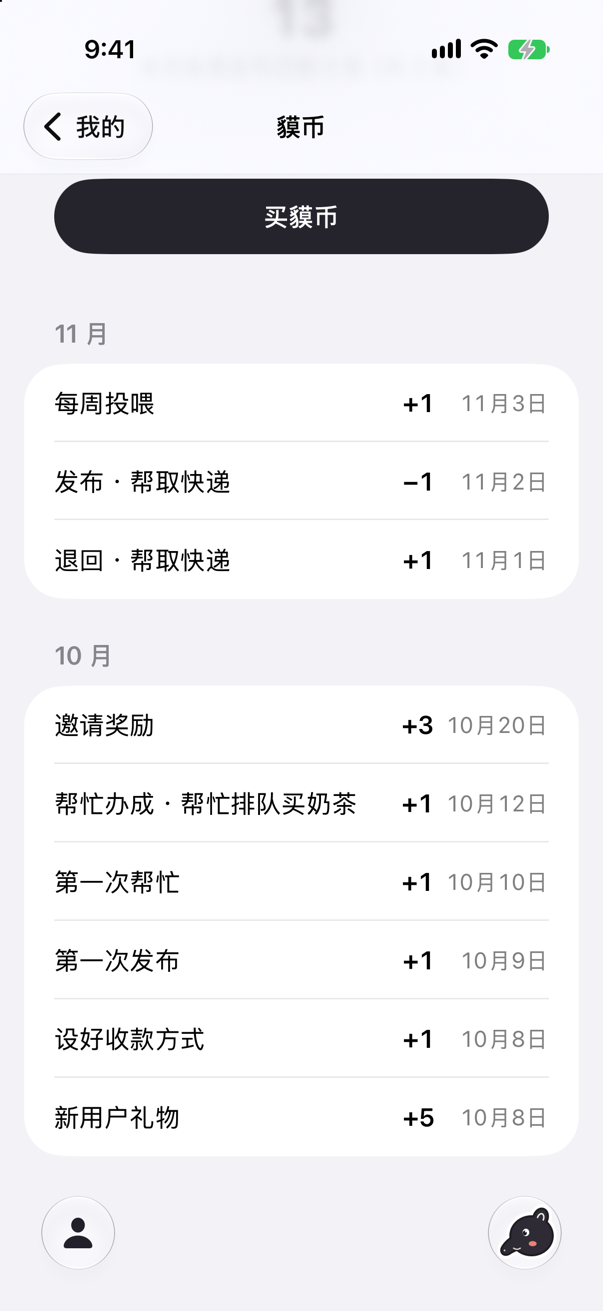 9:41
我的
貘币
买貘币
11 月
每周投喂 +1 11月3日
发布 · 帮取快递 −1 11月2日
退回 · 帮取快递 +1 11月1日
10 月
邀请奖励 +3 10月20日
帮忙办成 · 帮忙排队买奶茶 +1 10月12日
第一次帮忙 +1 10月10日
第一次发布 +1 10月9日
设好收款方式 +1 10月8日
新用户礼物 +5 10月8日